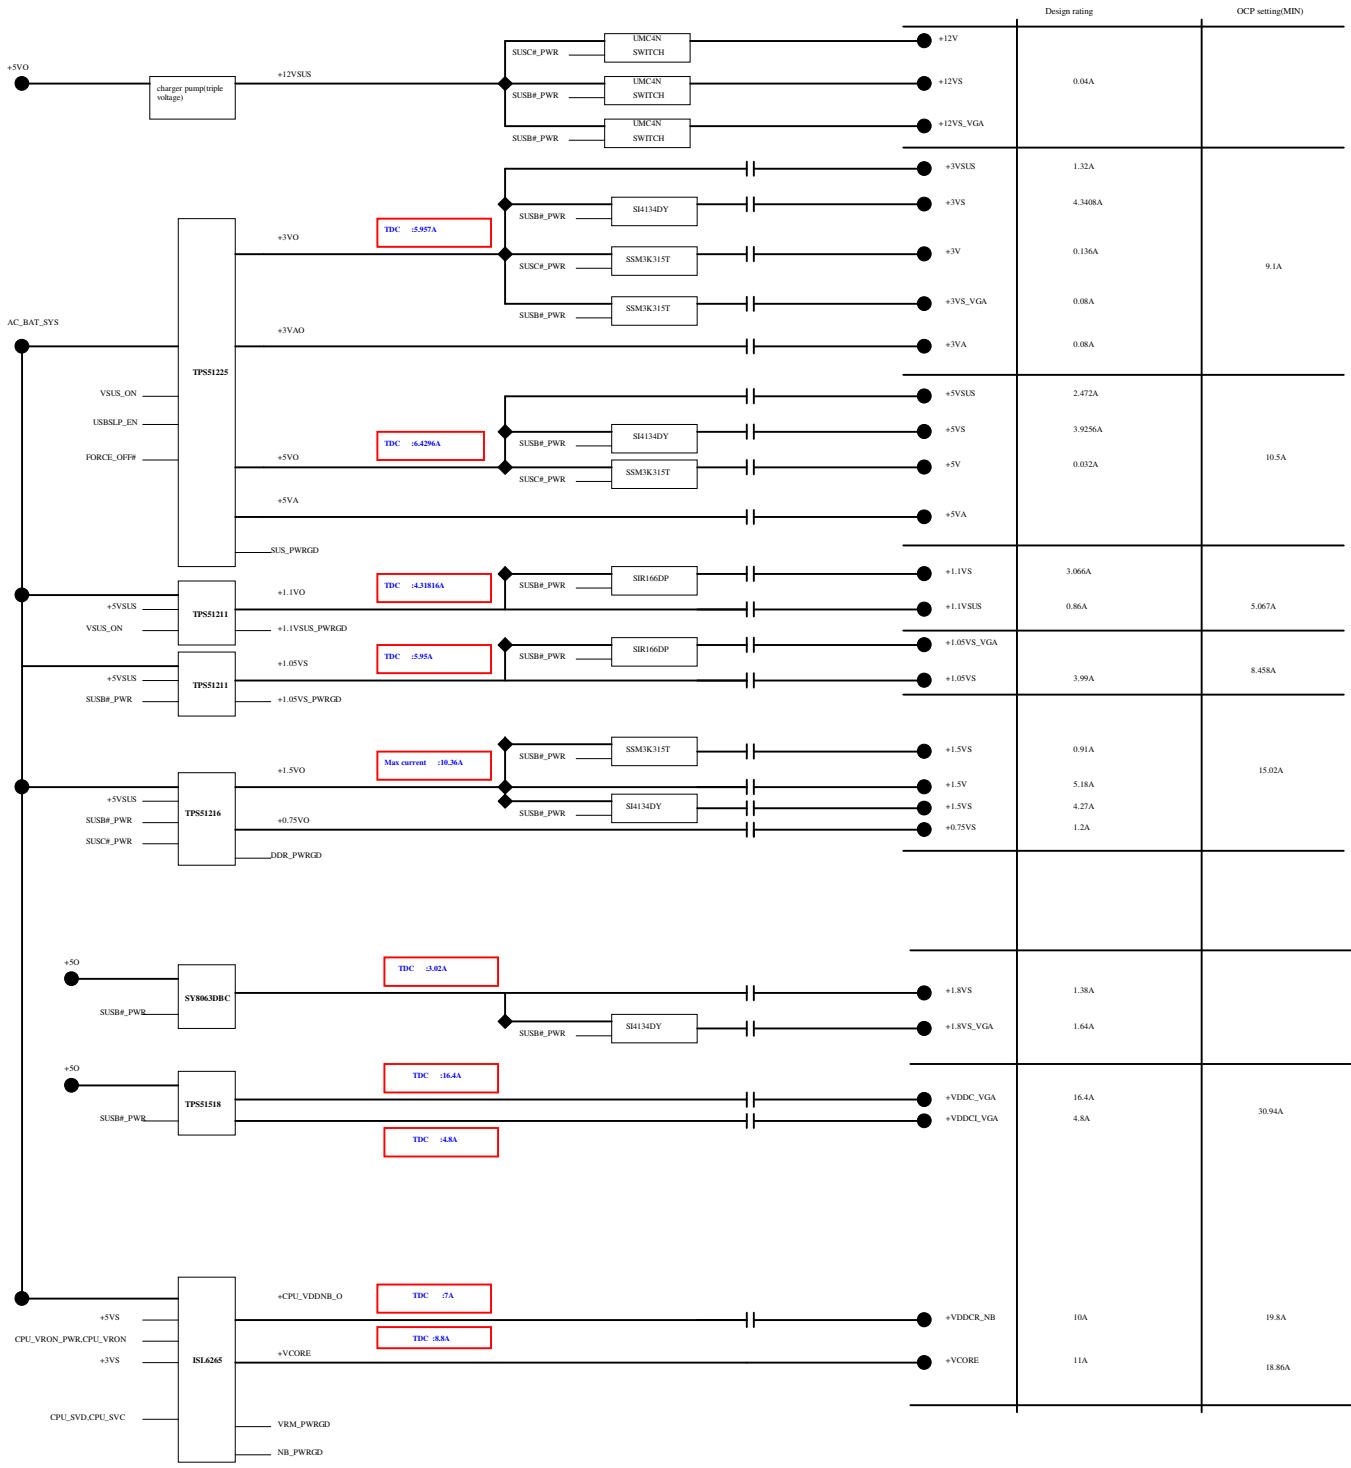 Design rating
OCP setting(MIN)
+12V
UMC4N
SWITCH
SUSC#_PWR
+5VO
+12VSUS
charger pump(triple
voltage)
UMC4N
SWITCH
SUSB#_PWR
+12VS
0.04A
UMC4N
SWITCH
SUSB#_PWR
+12VS_VGA
+3VSUS
1.32A
TDC :5.957A
+3VO
SUSB#_PWR
SI4134DY
+3VS
4.3408A
SUSC#_PWR
SSM3K315T
+3V
0.136A
9.1A
SUSB#_PWR
SSM3K315T
+3VS_VGA
0.08A
AC_BAT_SYS
+3VAO
+3VA
0.08A
TPS51225
VSUS_ON
USBSLP_EN
FORCE_OFF#
+5VSUS
2.472A
TDC :6.4296A
+5VO
SUSB#_PWR
SI4134DY
+5VS
3.9256A
SUSC#_PWR
SSM3K315T
+5V
0.032A
10.5A
+5VA
+5VA
SUS_PWRGD
TDC :4.31816A
+1.1VO
SUSB#_PWR
SIR166DP
+1.1VS
3.066A
+5VSUS
VSUS_ON
TPS51211
+1.1VSUS_PWRGD
+1.1VSUS
0.86A
5.067A
TDC :5.95A
+1.05VS
SUSB#_PWR
SIR166DP
+1.05VS_VGA
8.458A
+5VSUS
SUSB#_PWR
TPS51211
+1.05VS_PWRGD
+1.05VS
3.99A
Max current :10.36A
+1.5VO
SUSB#_PWR
SSM3K315T
+1.5VS
0.91A
15.02A
+1.5V
5.18A
+5VSUS
SUSB#_PWR
SUSC#_PWR
TPS51216
SUSB#_PWR
SI4134DY
+1.5VS
4.27A
+0.75VO
+0.75VS
1.2A
DDR_PWRGD
+5O
SUSB#_PWR
SY8063DBC
TDC :3.02A
+1.8VS
1.38A
SUSB#_PWR
SI4134DY
+1.8VS_VGA
1.64A
+5O
SUSB#_PWR
TPS51518
TDC :16.4A
+VDDC_VGA
16.4A
30.94A
+VDDCI_VGA
4.8A
TDC :4.8A
+CPU_VDDNB_O
TDC :7A
+5VS
CPU_VRON_PWR,CPU_VRON
+3VS
CPU_SVD,CPU_SVC
ISL6265
+VDDCR_NB
10A
19.8A
TDC :8.8A
+VCORE
+VCORE
11A
18.86A
VRM_PWRGD
NB_PWRGD